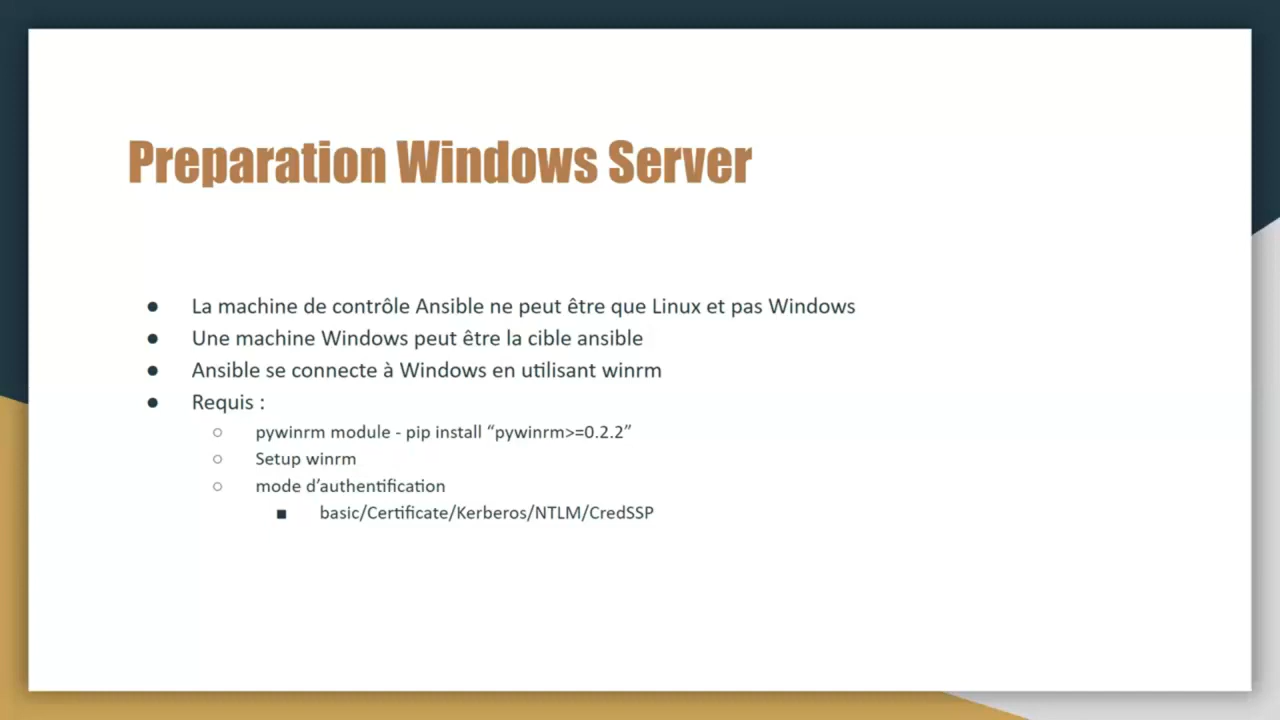 Preparation Windows Server
● La machine de contrôle Ansible ne peut être que Linux et pas Windows
● Une machine Windows peut être la cible ansible
● Ansible se connecte à Windows en utilisant winrm
● Requis :
○ pywinrm module - pip install “pywinrm>=0.2.2”
○ Setup winrm
○ mode d’authentification
■ basic/Certificate/Kerberos/NTLM/CredSSP